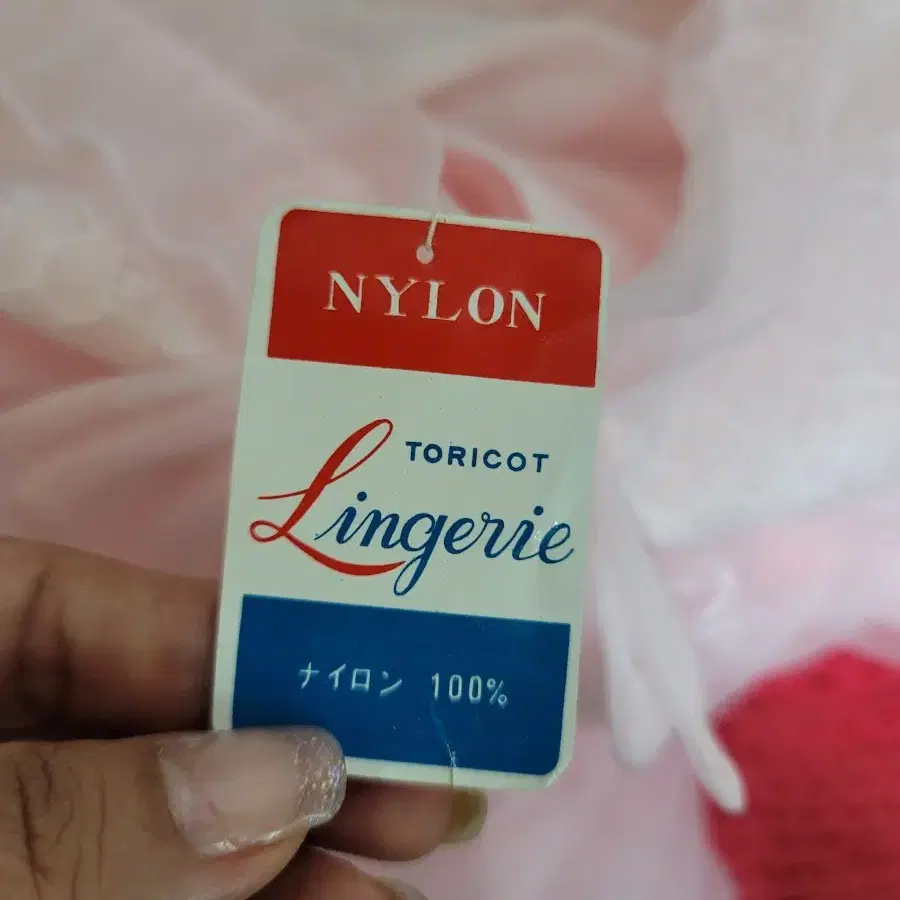 NYLON
TORICOT
Lingerie
ナイロン 100%